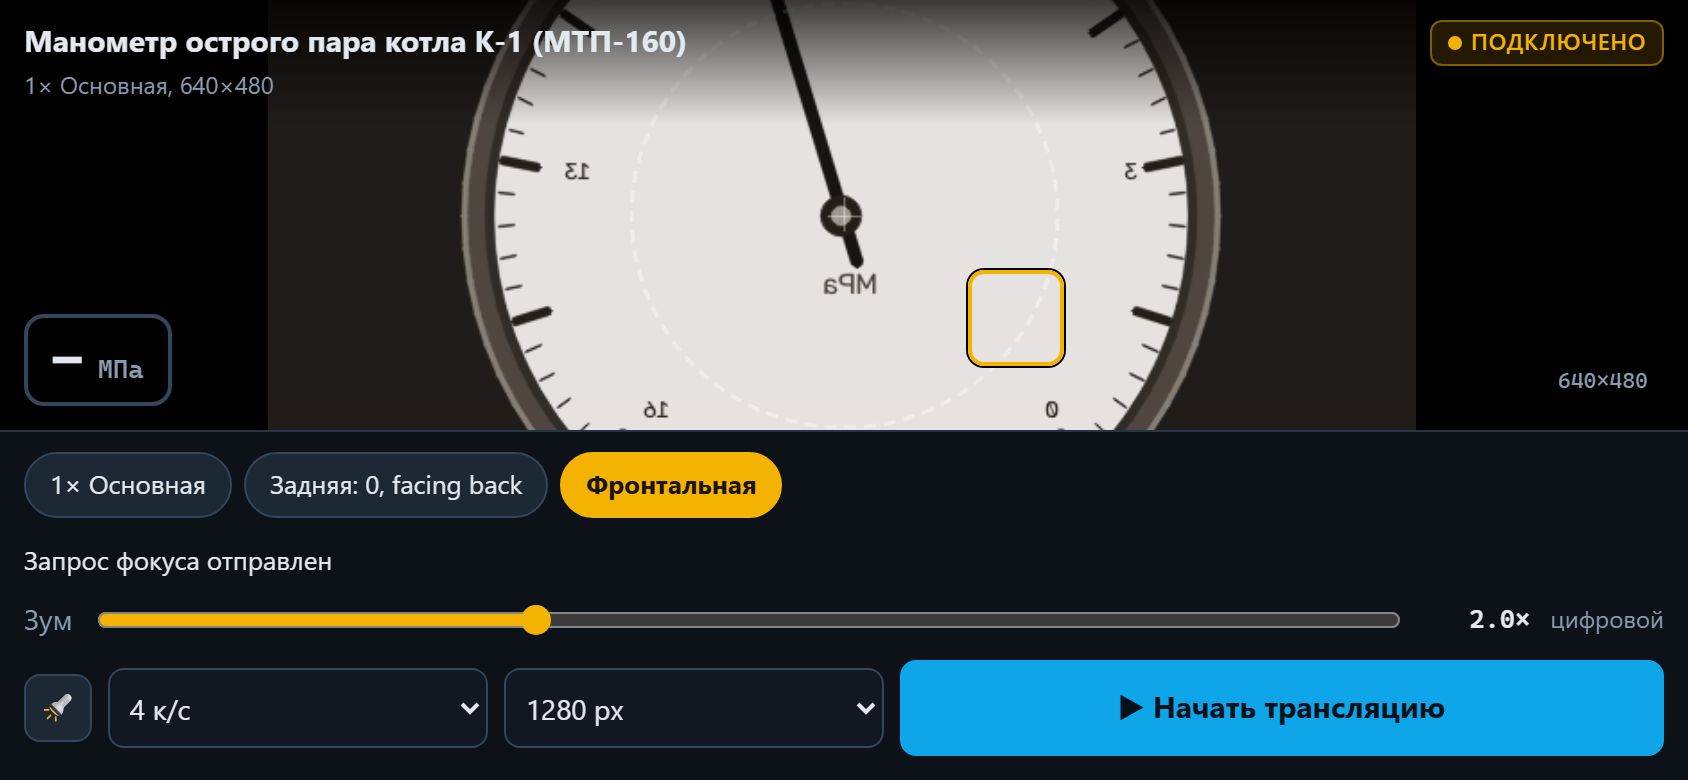 Манометр острого пара котла К-1 (МТП-160)
ПОДКЛЮЧЕНО
1× Основная, 640×480
13
3
MPa
— МПа
640×480
16
0
1× Основная
Задняя: 0, facing back
Фронтальная
Запрос фокуса отправлен
Зум
2.0×
цифровой
4 к/с
1280 px
Начать трансляцию